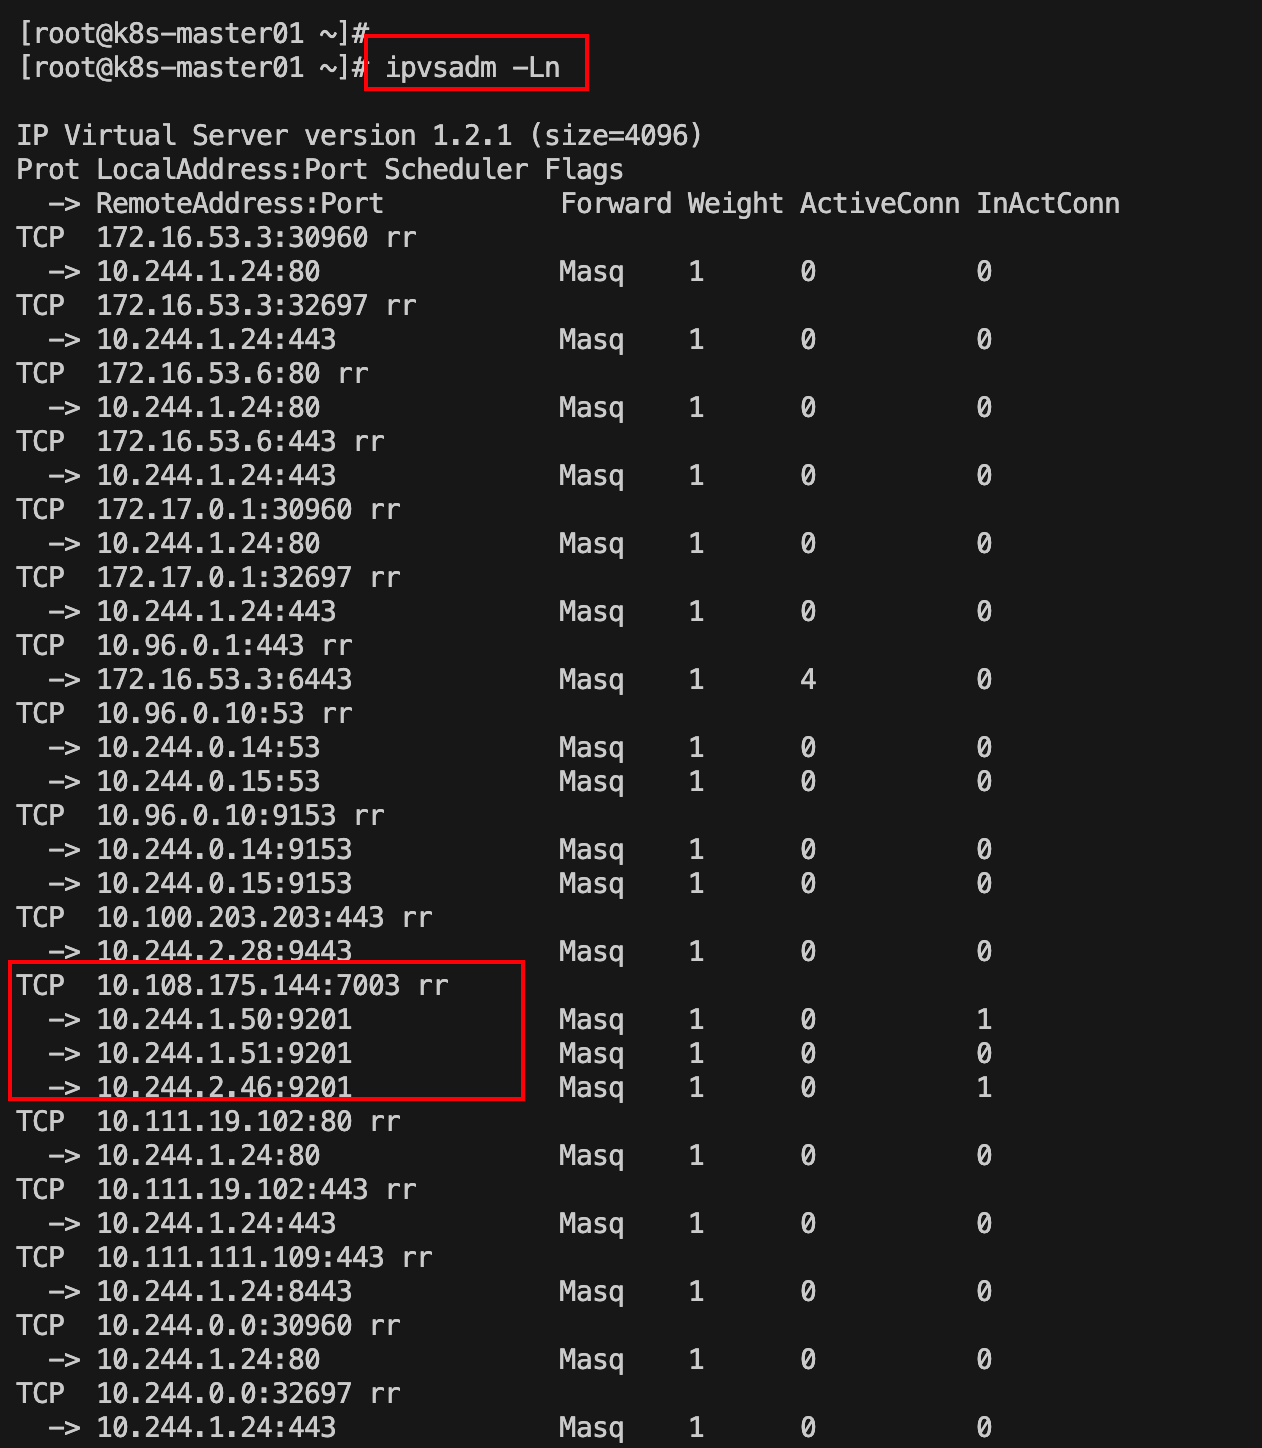 [root@k8s-master01 ~]#
[root@k8s-master01 ~]# ipvsadm -Ln
IP Virtual Server version 1.2.1 (size=4096)
Prot LocalAddress:Port Scheduler Flags
  -> RemoteAddress:Port           Forward Weight ActiveConn InActConn
TCP  172.16.53.3:30960 rr
  -> 10.244.1.24:80               Masq    1      0          0
TCP  172.16.53.3:32697 rr
  -> 10.244.1.24:443              Masq    1      0          0
TCP  172.16.53.6:80 rr
  -> 10.244.1.24:80               Masq    1      0          0
TCP  172.16.53.6:443 rr
  -> 10.244.1.24:443              Masq    1      0          0
TCP  172.17.0.1:30960 rr
  -> 10.244.1.24:80               Masq    1      0          0
TCP  172.17.0.1:32697 rr
  -> 10.244.1.24:443              Masq    1      0          0
TCP  10.96.0.1:443 rr
  -> 172.16.53.3:6443             Masq    1      4          0
TCP  10.96.0.10:53 rr
  -> 10.244.0.14:53               Masq    1      0          0
  -> 10.244.0.15:53               Masq    1      0          0
TCP  10.96.0.10:9153 rr
  -> 10.244.0.14:9153             Masq    1      0          0
  -> 10.244.0.15:9153             Masq    1      0          0
TCP  10.100.203.203:443 rr
  -> 10.244.2.28:9443             Masq    1      0          0
TCP  10.108.175.144:7003 rr
  -> 10.244.1.50:9201             Masq    1      0          1
  -> 10.244.1.51:9201             Masq    1      0          0
  -> 10.244.2.46:9201             Masq    1      0          1
TCP  10.111.19.102:80 rr
  -> 10.244.1.24:80               Masq    1      0          0
TCP  10.111.19.102:443 rr
  -> 10.244.1.24:443              Masq    1      0          0
TCP  10.111.111.109:443 rr
  -> 10.244.1.24:8443             Masq    1      0          0
TCP  10.244.0.0:30960 rr
  -> 10.244.1.24:80               Masq    1      0          0
TCP  10.244.0.0:32697 rr
  -> 10.244.1.24:443              Masq    1      0          0